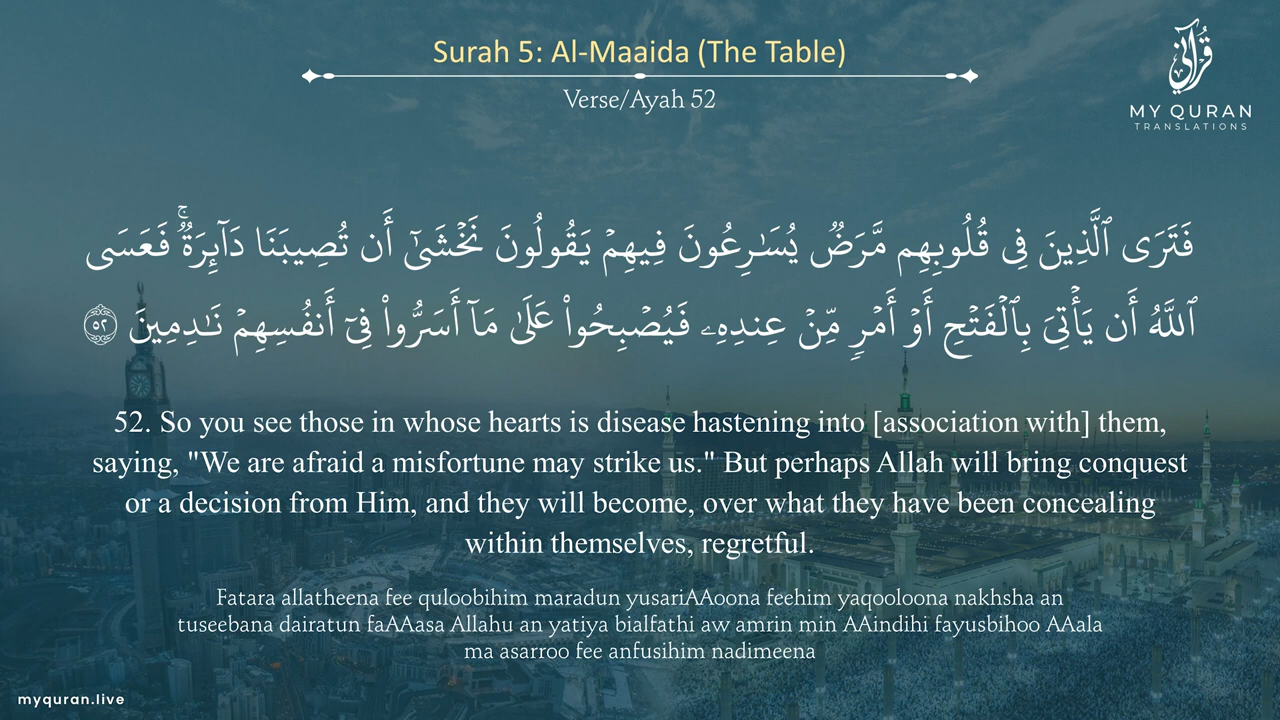 Surah 5: Al-Maaida (The Table)
Verse/Ayah 52
قرآني
MY QURAN
TRANSLATIONS
فَتَرَى ٱلَّذِينَ فِى قُلُوبِهِم مَّرَضٌ يُسَـٰرِعُونَ فِيهِمْ يَقُولُونَ نَخْشَىٰٓ أَن تُصِيبَنَا دَآئِرَةٌ ۚ فَعَسَى
ٱللَّهُ أَن يَأْتِىَ بِٱلْفَتْحِ أَوْ أَمْرٍ مِّنْ عِندِهِۦ فَيُصْبِحُوا۟ عَلَىٰ مَآ أَسَرُّوا۟ فِىٓ أَنفُسِهِمْ نَـٰدِمِينَ ٥٢
52. So you see those in whose hearts is disease hastening into [association with] them,
saying, "We are afraid a misfortune may strike us." But perhaps Allah will bring conquest
or a decision from Him, and they will become, over what they have been concealing
within themselves, regretful.
Fatara allatheena fee quloobihim maradun yusariAAoona feehim yaqooloona nakhsha an
tuseebana dairatun faAAasa Allahu an yatiya bialfathi aw amrin min AAindihi fayusbihoo AAala
ma asarroo fee anfusihim nadimeena
myquran.live